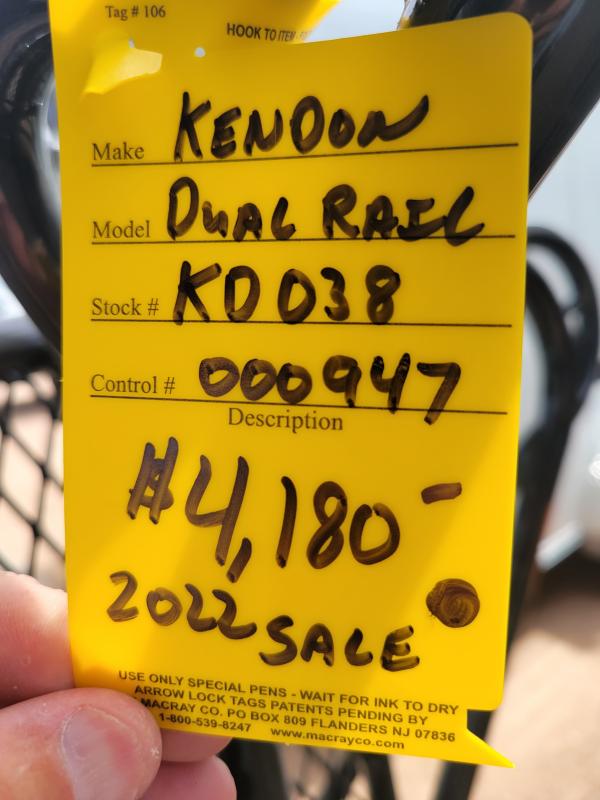 Tag # 106
HOOK TO ITEM
Make KENDON
Model DUAL RAIL
Stock # KD038
Control # 000947
Description
$4,180-
2022 SALE
USE ONLY SPECIAL PENS - WAIT FOR INK TO DRY
ARROW LOCK TAGS PATENTS PENDING BY
MACRAY CO. PO BOX 809 FLANDERS NJ 07836
1-800-539-8247 www.macrayco.com